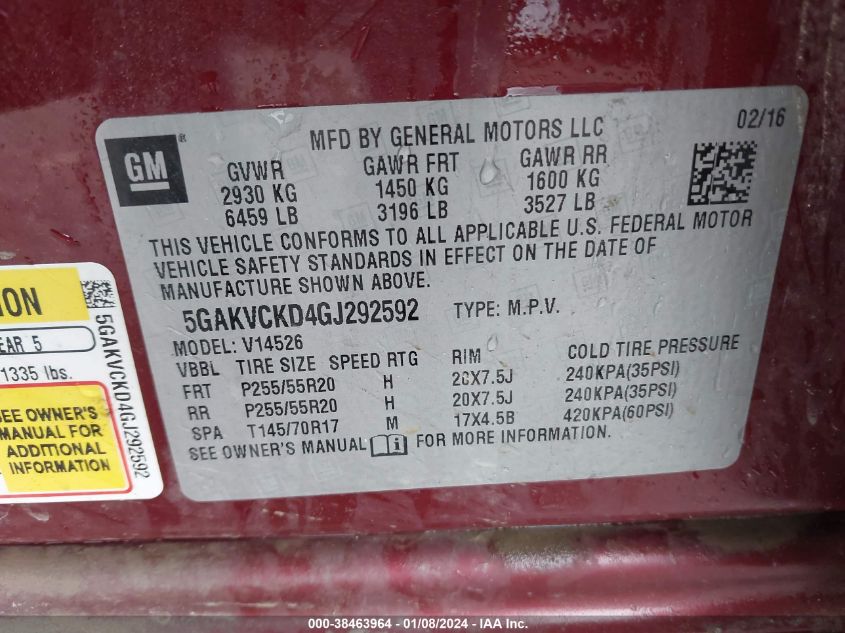 GM ®
MFD BY GENERAL MOTORS LLC
02/16
GVWR GAWR FRT GAWR RR
2930 KG 1450 KG 1600 KG
6459 LB 3196 LB 3527 LB
THIS VEHICLE CONFORMS TO ALL APPLICABLE U.S. FEDERAL MOTOR
VEHICLE SAFETY STANDARDS IN EFFECT ON THE DATE OF
MANUFACTURE SHOWN ABOVE.
5GAKVCKD4GJ292592 TYPE: M.P.V.
MODEL: V14526
VBBL TIRE SIZE SPEED RTG RIM COLD TIRE PRESSURE
FRT P255/55R20 H 20X7.5J 240KPA(35PSI)
RR P255/55R20 H 20X7.5J 240KPA(35PSI)
SPA T145/70R17 M 17X4.5B 420KPA(60PSI)
SEE OWNER'S MANUAL i FOR MORE INFORMATION.
ION
EAR 5
1335 lbs.
SEE OWNER'S
MANUAL FOR
ADDITIONAL
INFORMATION
5GAKVCKD4GJ292592
000-38463964 - 01/08/2024 - IAA Inc.